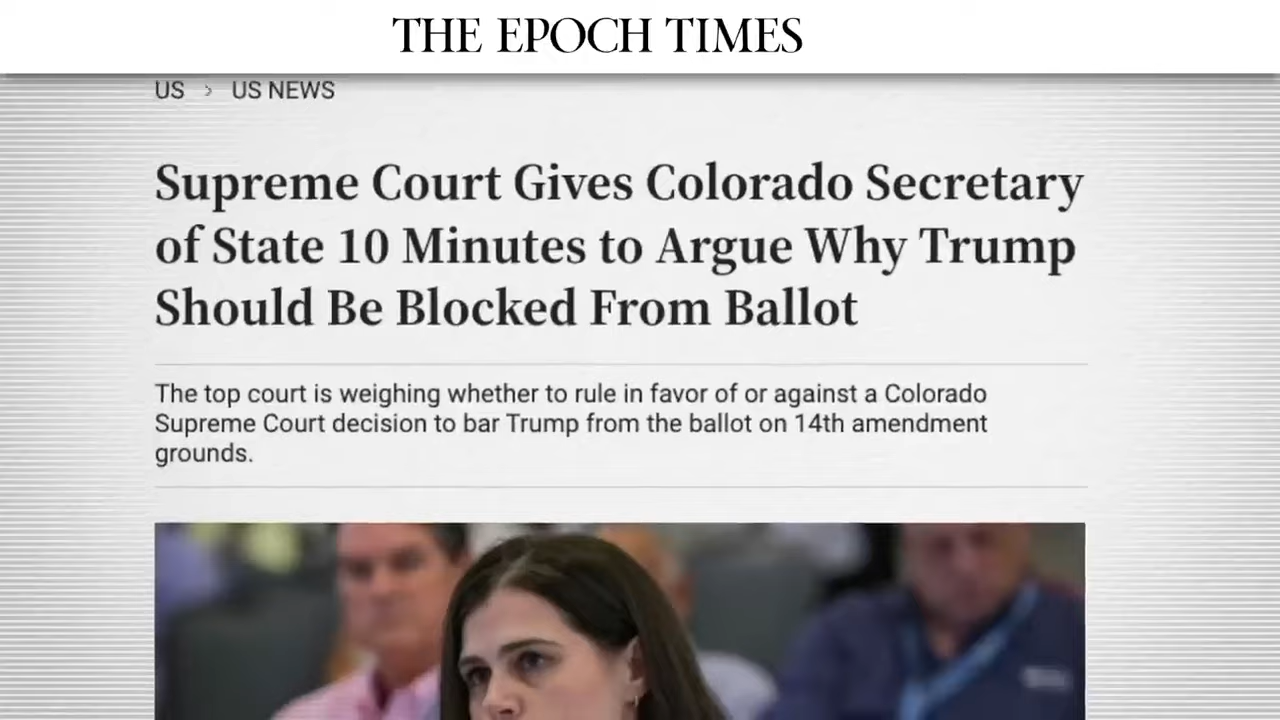 THE EPOCH TIMES
US > US NEWS
Supreme Court Gives Colorado Secretary
of State 10 Minutes to Argue Why Trump
Should Be Blocked From Ballot
The top court is weighing whether to rule in favor of or against a Colorado
Supreme Court decision to bar Trump from the ballot on 14th amendment
grounds.